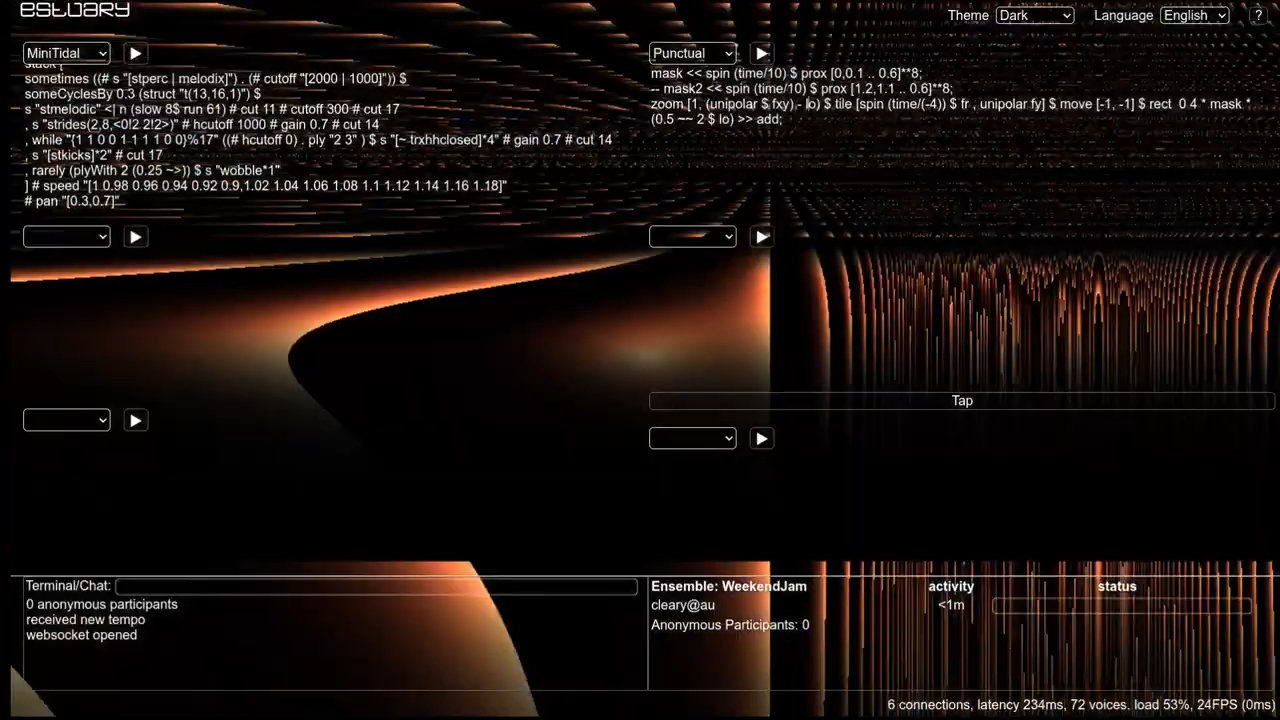 estuary
Theme Dark Language English ?
MiniTidal
stack [
sometimes ((# s "[stperc | melodix]") . (# cutoff "[2000 | 1000]")) $
someCyclesBy 0.3 (struct "t(13,16,1)") $
s "stmelodic" <| n (slow 8$ run 61) # cut 11 # cutoff 300 # cut 17
, s "strides(2,8,<0!2 2!2>)" # hcutoff 1000 # gain 0.7 # cut 14
, while "{1 1 0 0 1 1 1 1 0 0}%17" ((# hcutoff 0) . ply "2 3" ) $ s "[~ trxhhclosed]*4" # gain 0.7 # cut 14
, s "[stkicks]*2" # cut 17
, rarely (plyWith 2 (0.25 ~>)) $ s "wobble*1"
] # speed "[1 0.98 0.96 0.94 0.92 0.9,1.02 1.04 1.06 1.08 1.1 1.12 1.14 1.16 1.18]"
# pan "[0.3,0.7]"
Punctual
mask << spin (time/10) $ prox [0,0.1 .. 0.6]**8;
-- mask2 << spin (time/10) $ prox [1.2,1.1 .. 0.6]**8;
zoom [1, (unipolar $ fxy) - lo) $ tile [spin (time/(-4)) $ fr , unipolar fy] $ move [-1, -1] $ rect 0 4 * mask *
(0.5 ~~ 2 $ lo) >> add;
Tap
Terminal/Chat:
0 anonymous participants
received new tempo
websocket opened
Ensemble: WeekendJam activity status
cleary@au <1m
Anonymous Participants: 0
6 connections, latency 234ms, 72 voices. load 53%, 24FPS (0ms)